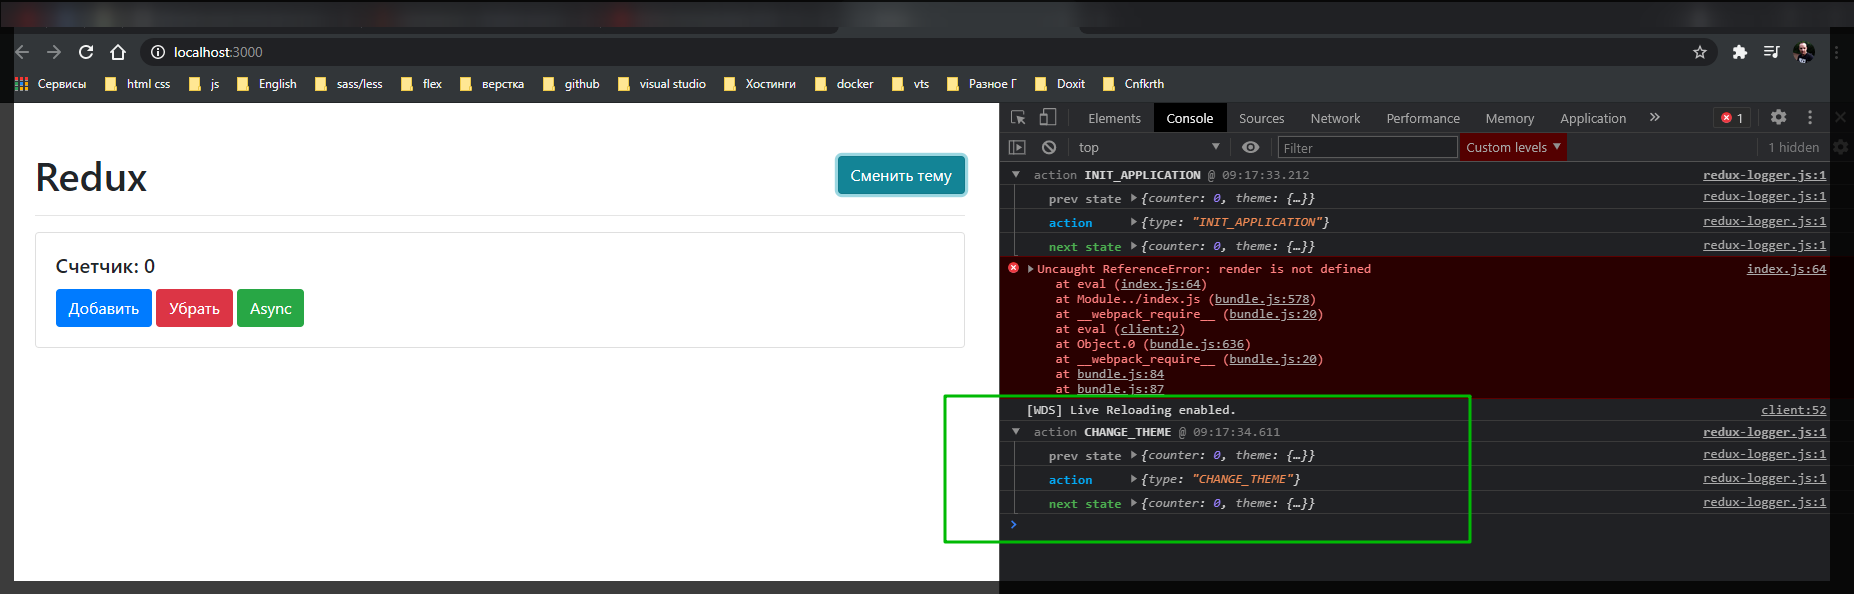 localhost:3000
Сервисы html css js English sass/less flex верстка github visual studio Хостинги docker vts Разное Г Doxit Cnfkrth
Elements Console Sources Network Performance Memory Application » 1
top Filter Custom levels 1 hidden
Redux
Сменить тему
Счетчик: 0
Добавить Убрать Async
action INIT_APPLICATION @ 09:17:33.212 redux-logger.js:1
prev state {counter: 0, theme: {…}} redux-logger.js:1
action {type: "INIT_APPLICATION"} redux-logger.js:1
next state {counter: 0, theme: {…}} redux-logger.js:1
Uncaught ReferenceError: render is not defined index.js:64
at eval (index.js:64)
at Module../index.js (bundle.js:578)
at __webpack_require__ (bundle.js:20)
at eval (client:2)
at Object.0 (bundle.js:636)
at __webpack_require__ (bundle.js:20)
at bundle.js:84
at bundle.js:87
[WDS] Live Reloading enabled. client:52
action CHANGE_THEME @ 09:17:34.611 redux-logger.js:1
prev state {counter: 0, theme: {…}} redux-logger.js:1
action {type: "CHANGE_THEME"} redux-logger.js:1
next state {counter: 0, theme: {…}} redux-logger.js:1